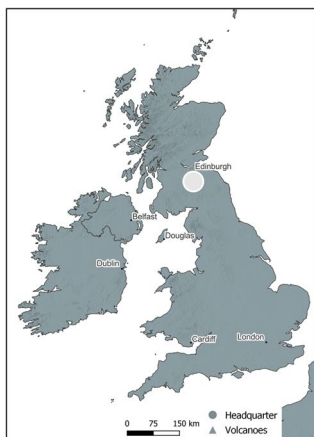 Edinburgh
Belfast
Douglas
Dublin
Cardiff
London
Headquarter
0 75 150 km
Volcanoes